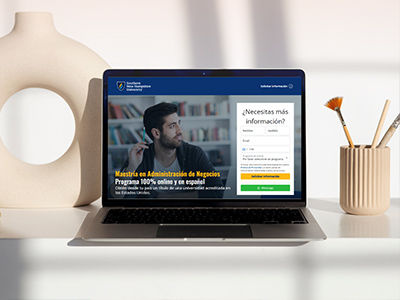 Southern
New Hampshire
University
Solicitar información
¿Necesitas más
información?
Nombre
Apellido
Email
Solicitar información
Whatsapp
Maestría en Administración de Negocios
Programa 100% online y en español
Obtén desde tu país un título de una universidad acreditada en
los Estados Unidos.